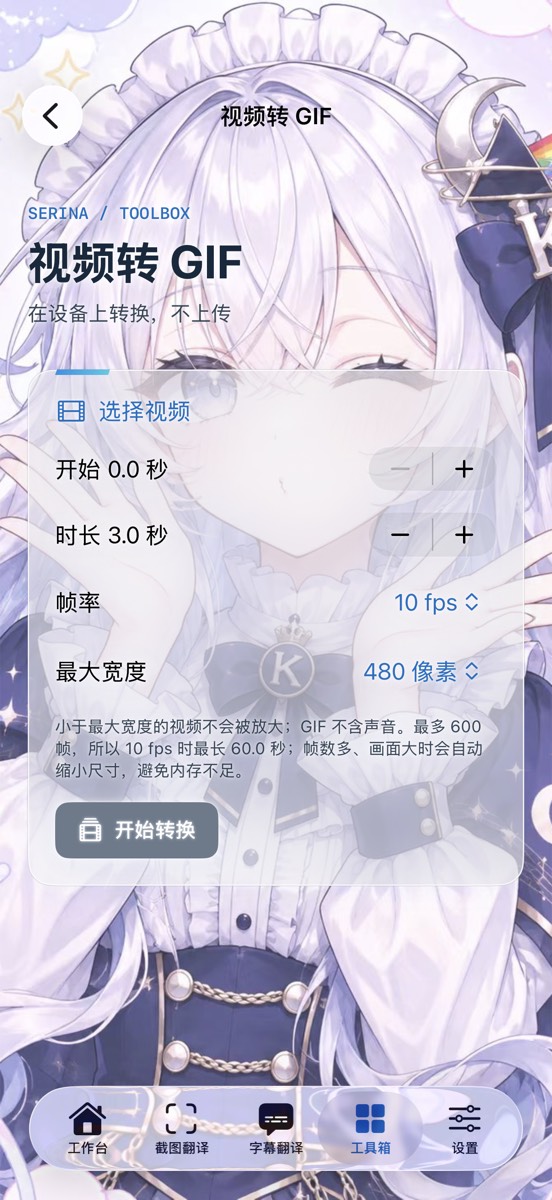 视频转 GIF
SERINA / TOOLBOX
视频转 GIF
在设备上转换，不上传
选择视频
开始 0.0 秒
时长 3.0 秒
帧率
10 fps
最大宽度
480 像素
K
K
小于最大宽度的视频不会被放大；GIF 不含声音。最多 600
帧，所以 10 fps 时最长 60.0 秒；帧数多、画面大时会自动
缩小尺寸，避免内存不足。
开始转换
工作台
截图翻译
字幕翻译
工具箱
设置